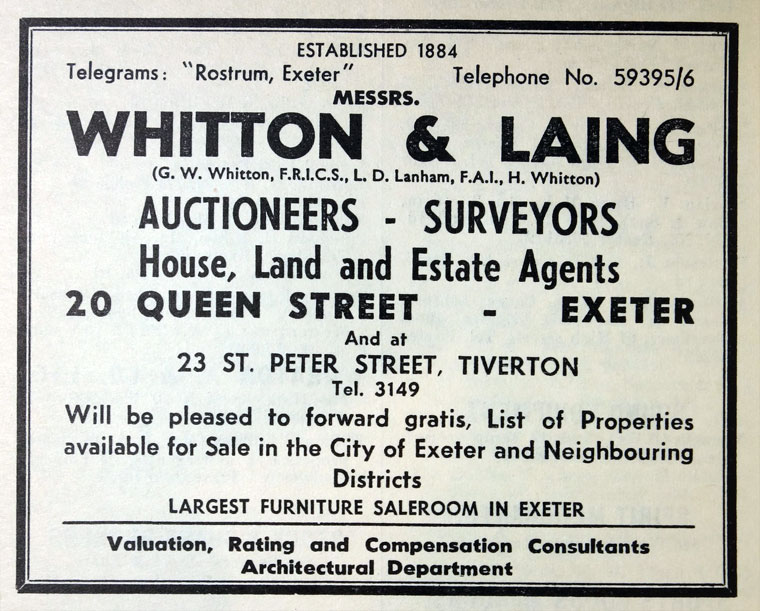 ESTABLISHED 1884
Telegrams: "Rostrum, Exeter" Telephone No. 59395/6
MESSRS.
WHITTON & LAING
(G. W. Whitton, F.R.I.C.S., L. D. Lanham, F.A.I., H. Whitton)
AUCTIONEERS - SURVEYORS
House, Land and Estate Agents
20 QUEEN STREET - EXETER
And at
23 ST. PETER STREET, TIVERTON
Tel. 3149
Will be pleased to forward gratis, List of Properties
available for Sale in the City of Exeter and Neighbouring
Districts
LARGEST FURNITURE SALEROOM IN EXETER
Valuation, Rating and Compensation Consultants
Architectural Department